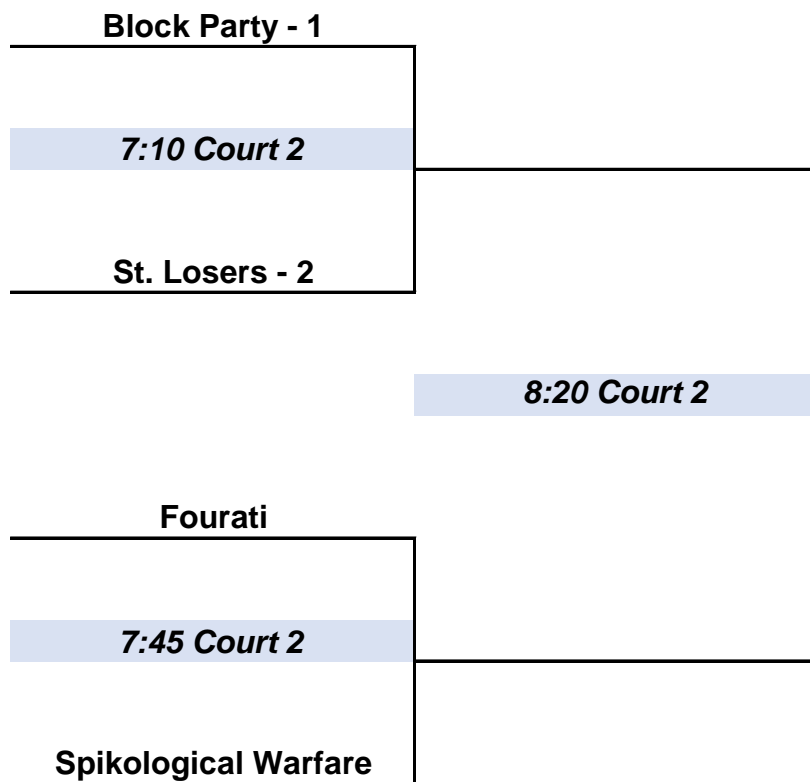 Block Party - 1
7:10 Court 2
St. Losers - 2
8:20 Court 2
Fourati
7:45 Court 2
Spikological Warfare